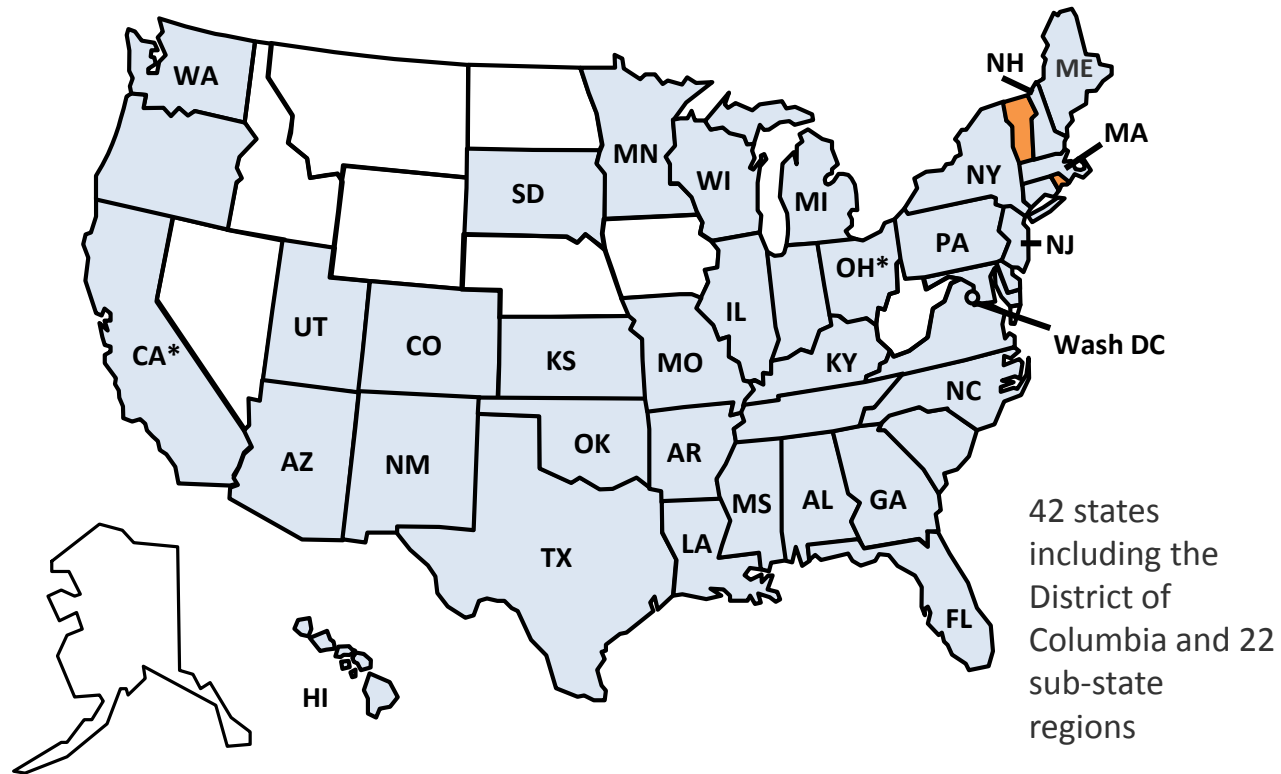 NH
ME
WA
MA
MN
NY
WI
SD
MI
PA
NJ
OH*
IL
UT
CO
Wash DC
CA*
KS
MO
KY
NC
OK
AR
AZ
NM
MS
AL
GA
LA
TX
FL
HI
42 states
including the
District of
Columbia and 22
sub-state
regions